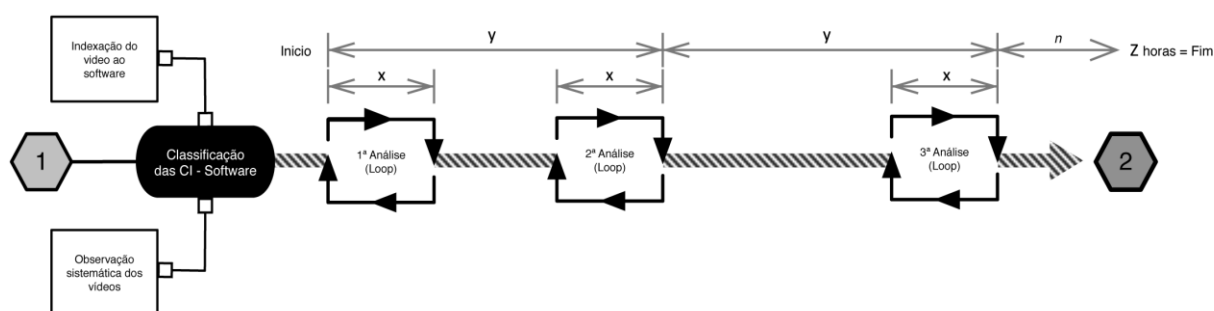 Indexação do
video ao
software
Inicio
y
y
n
Z horas = Fim
x
x
x
1
Classificação
das CI - Software
1ª Análise
(Loop)
2ª Análise
(Loop)
3ª Análise
(Loop)
2
Observação
sistemática dos
vídeos